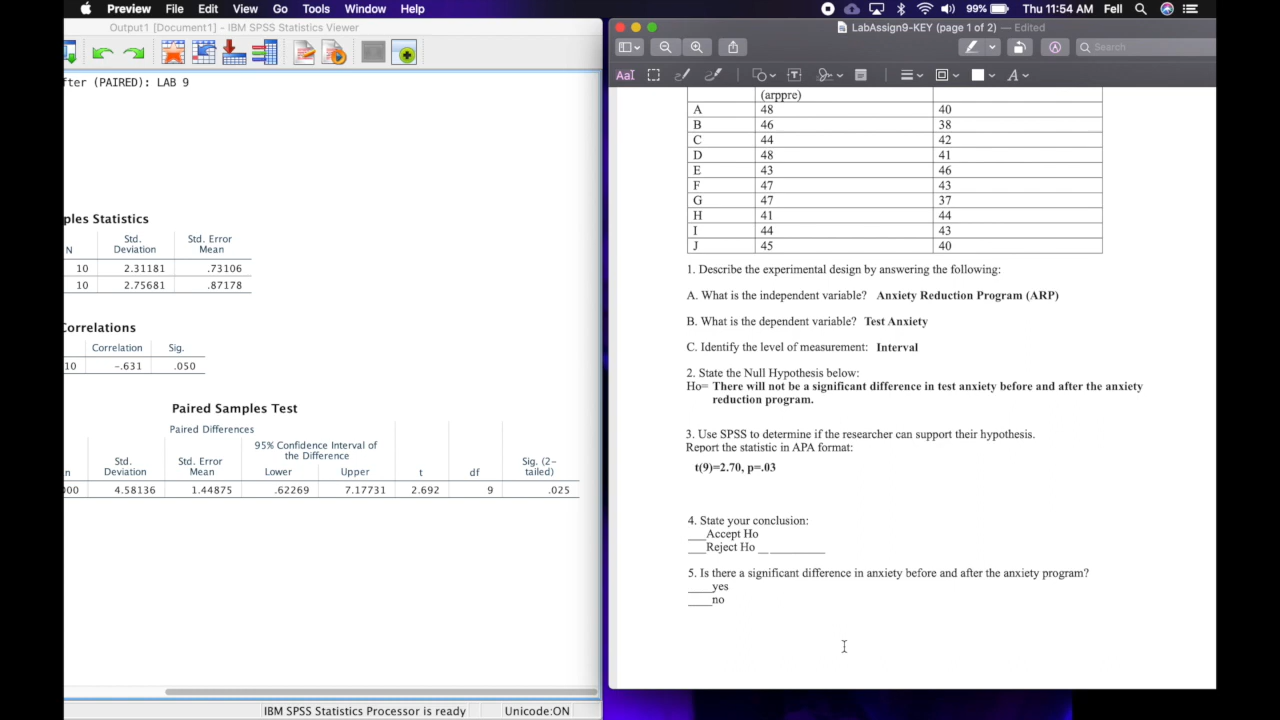 Preview File Edit View Go Tools Window Help 99% Thu 11:54 AM Fell
Output1 [Document1] - IBM SPSS Statistics Viewer
fter (PAIRED): LAB 9
ples Statistics
N Std. Deviation Std. Error Mean
10 2.31181 .73106
10 2.75681 .87178
Correlations
Correlation Sig.
10 -.631 .050
Paired Samples Test
Paired Differences
95% Confidence Interval of the Difference
n Std. Deviation Std. Error Mean Lower Upper t df Sig. (2-tailed)
000 4.58136 1.44875 .62269 7.17731 2.692 9 .025
IBM SPSS Statistics Processor is ready Unicode:ON
LabAssign9-KEY (page 1 of 2) — Edited
Search
AaI
(arppre)
A 48 40
B 46 38
C 44 42
D 48 41
E 43 46
F 47 43
G 47 37
H 41 44
I 44 43
J 45 40
1. Describe the experimental design by answering the following:
A. What is the independent variable? Anxiety Reduction Program (ARP)
B. What is the dependent variable? Test Anxiety
C. Identify the level of measurement: Interval
2. State the Null Hypothesis below:
Ho= There will not be a significant difference in test anxiety before and after the anxiety
reduction program.
3. Use SPSS to determine if the researcher can support their hypothesis.
Report the statistic in APA format:
t(9)=2.70, p=.03
4. State your conclusion:
___Accept Ho
___Reject Ho __________
5. Is there a significant difference in anxiety before and after the anxiety program?
____yes
____no